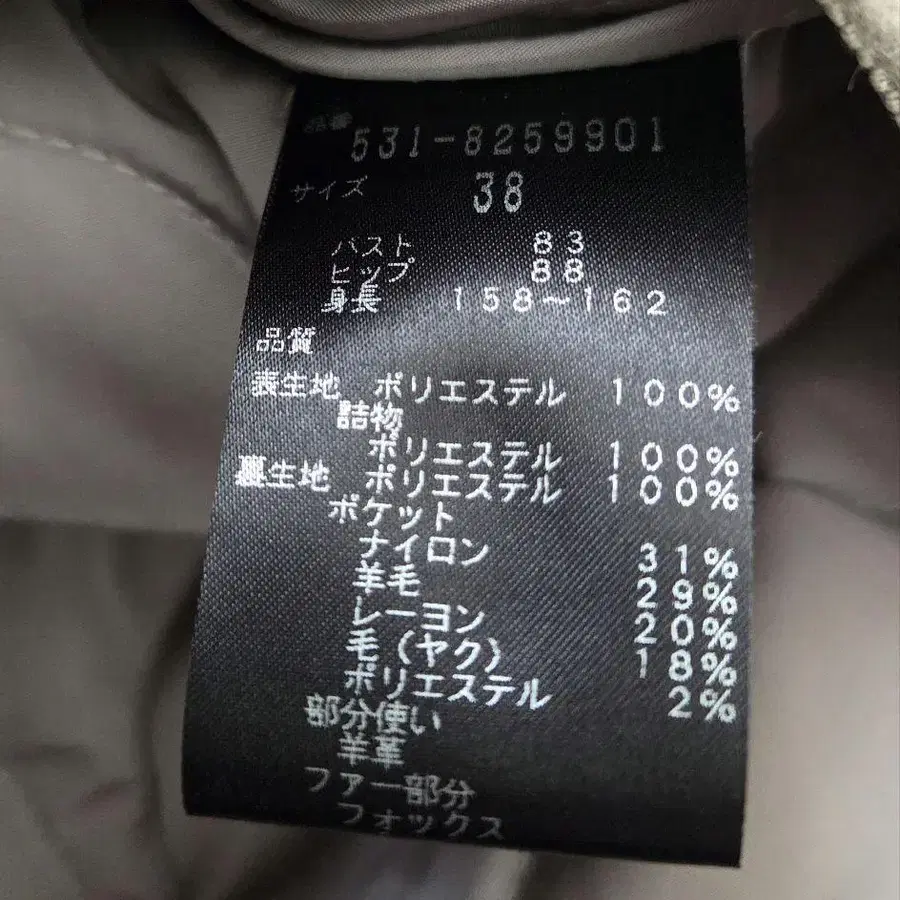 品番 531-8259901
サイズ 38
バスト 83
ヒップ 88
身長 158～162
品質
表生地 ポリエステル 100%
詰物
ポリエステル 100%
裏生地 ポリエステル 100%
ポケット
ナイロン 31%
羊毛 29%
レーヨン 20%
毛(ヤク) 18%
ポリエステル 2%
部分使い
羊革
ファー部分
フォックス